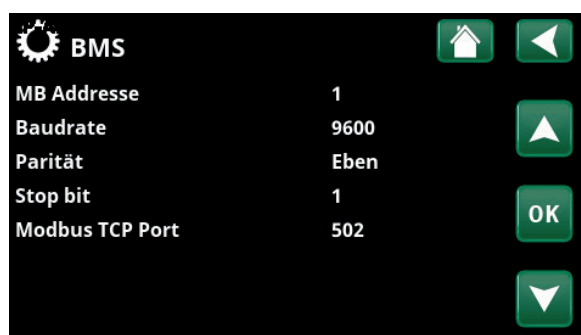 BMS
MB Addresse 1
Baudrate 9600
Parität Eben
Stop bit 1
OK
Modbus TCP Port 502